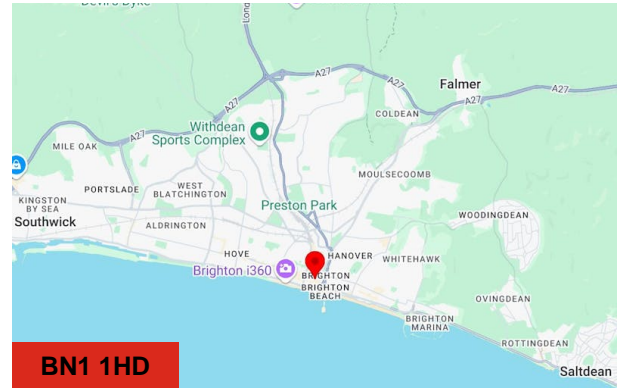 Devil's Dyke
A27
Falmer
A27
COLDEAN
Withdean
Sports Complex
A27
A27
MILE OAK
MOULSECOOMB
WEST
BLATCHINGTON
PORTSLADE
Preston Park
KINGSTON
BY SEA
Southwick
WOODINGDEAN
ALDRINGTON
HOVE
HANOVER
WHITEHAWK
Brighton i360
BRIGHTON
BRIGHTON
BEACH
OVINGDEAN
BRIGHTON
MARINA
ROTTINGDEAN
Saltdean
BN1 1HD